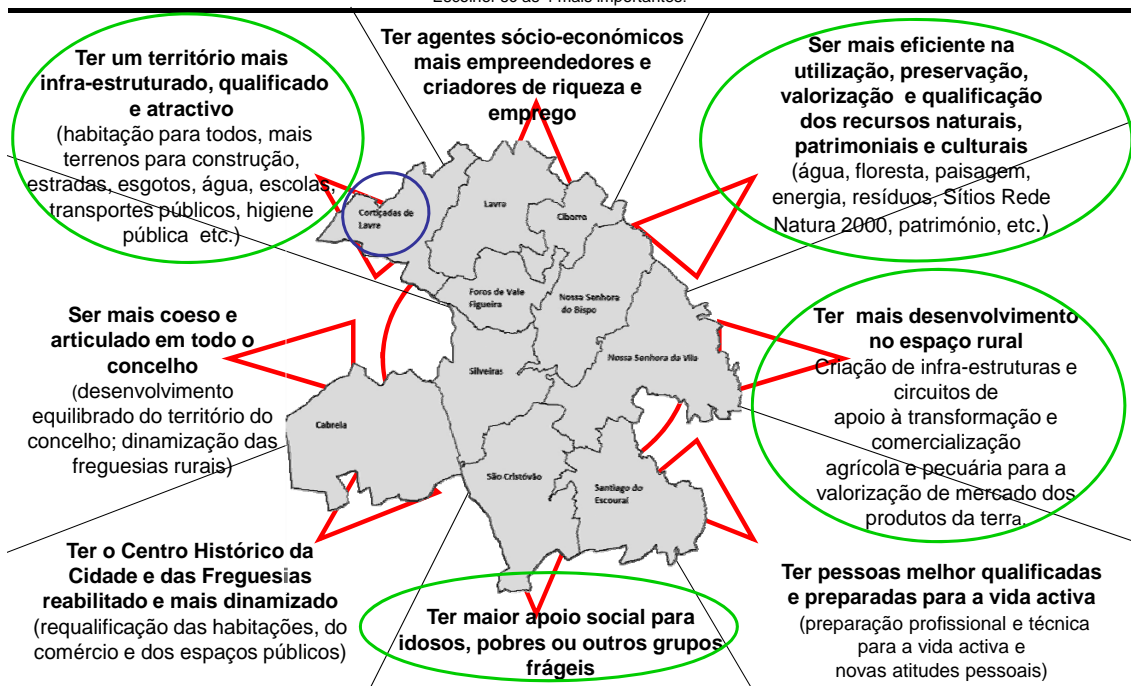 Escolher só as 4 mais importantes.
Ter um território mais
infra-estruturado, qualificado
e atractivo
(habitação para todos, mais
terrenos para construção,
estradas, esgotos, água, escolas,
transportes públicos, higiene
pública etc.)
Ter agentes sócio-económicos
mais empreendedores e
criadores de riqueza e
emprego
Ser mais eficiente na
utilização, preservação,
valorização e qualificação
dos recursos naturais,
patrimoniais e culturais
(água, floresta, paisagem,
energia, resíduos, Sítios Rede
Natura 2000, património, etc.)
Cortiçadas de
Lavre
Lavre
Ciborro
Foros de Vale
Figueira
Nossa Senhora
do Bispo
Nossa Senhora da Vila
Silveiras
Cabrela
São Cristóvão
Santiago do
Escoural
Ser mais coeso e
articulado em todo o
concelho
(desenvolvimento
equilibrado do território do
concelho; dinamização das
freguesias rurais)
Ter mais desenvolvimento
no espaço rural
Criação de infra-estruturas e
circuitos de
apoio à transformação e
comercialização
agrícola e pecuária para a
valorização de mercado dos
produtos da terra.
Ter o Centro Histórico da
Cidade e das Freguesias
reabilitado e mais dinamizado
(requalificação das habitações, do
comércio e dos espaços públicos)
Ter maior apoio social para
idosos, pobres ou outros grupos
frágeis
Ter pessoas melhor qualificadas
e preparadas para a vida activa
(preparação profissional e técnica
para a vida activa e
novas atitudes pessoais)